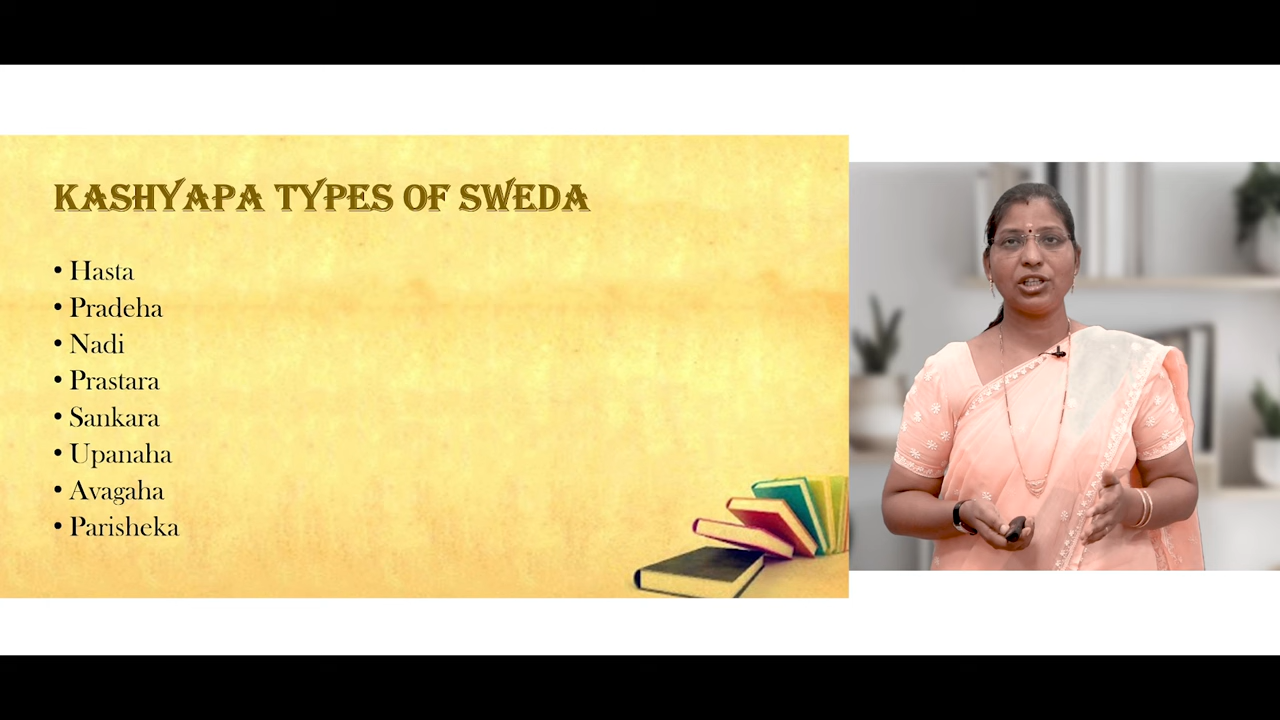 KASHYAPA TYPES OF SWEDA
• Hasta
• Pradeha
• Nadi
• Prastara
• Sankara
• Upanaha
• Avagaha
• Parisheka